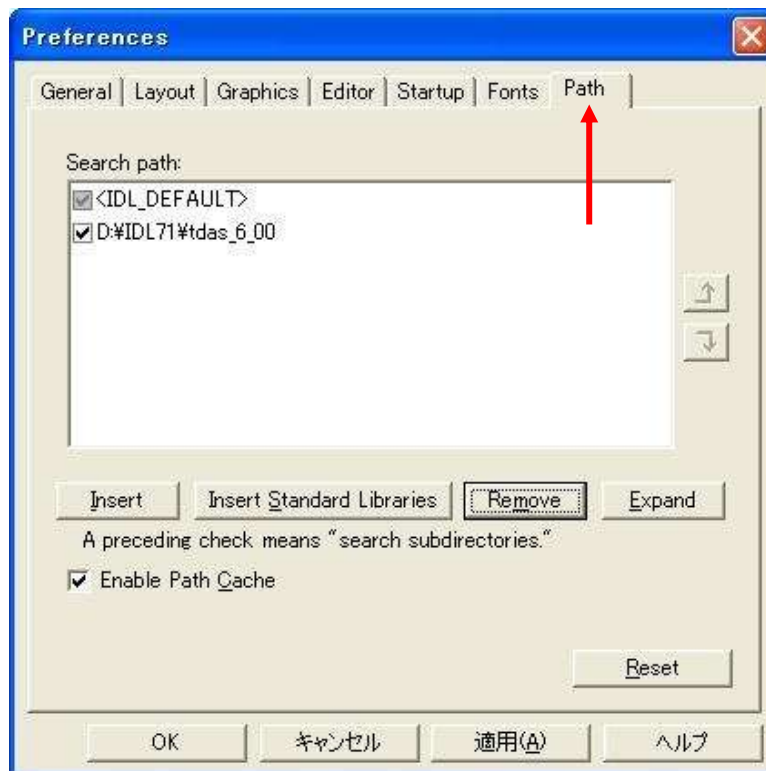 Preferences
General Layout Graphics Editor Startup Fonts Path
Search path:
<IDL_DEFAULT>
D:¥IDL71¥tdas_6_00
Insert Insert Standard Libraries Remove Expand
A preceding check means "search subdirectories."
Enable Path Cache
Reset
OK キャンセル 適用(A) ヘルプ